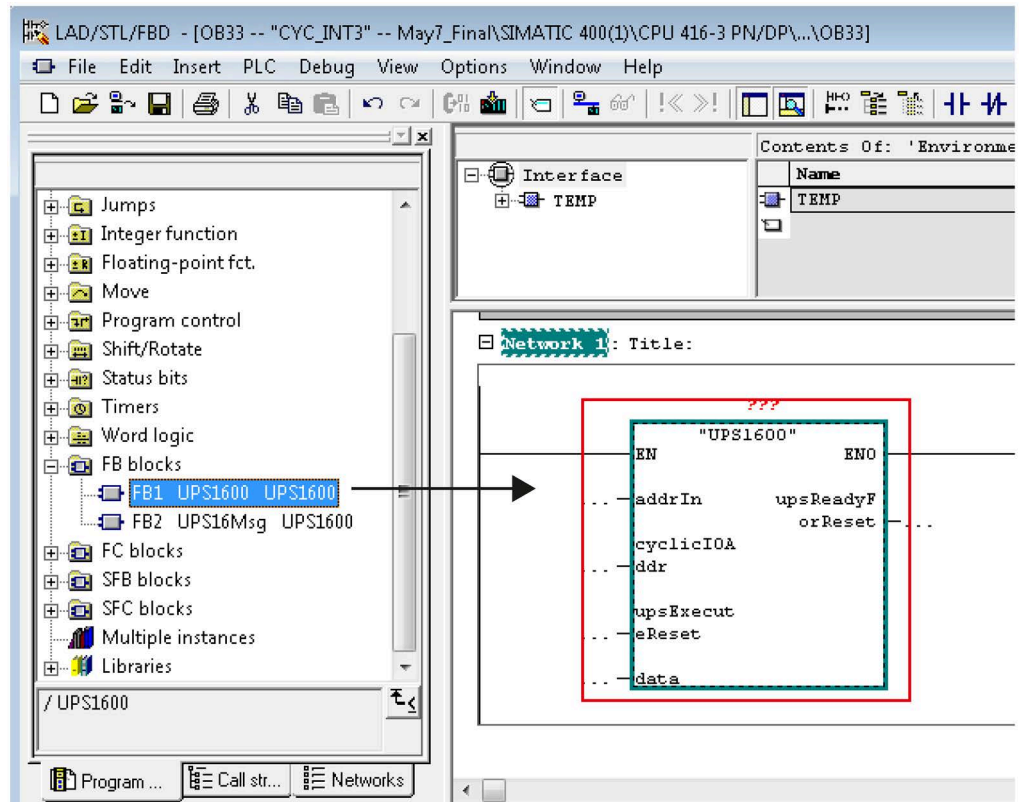 LAD/STL/FBD - [OB33 -- "CYC_INT3" -- May7_Final\SIMATIC 400(1)\CPU 416-3 PN/DP\...\OB33]
File Edit Insert PLC Debug View Options Window Help
Contents Of: 'Environme
Interface
TEMP
Name
TEMP
Jumps
Integer function
Floating-point fct.
Move
Program control
Shift/Rotate
Status bits
Timers
Word logic
FB blocks
FB1 UPS1600 UPS1600
FB2 UPS16Msg UPS1600
FC blocks
SFB blocks
SFC blocks
Multiple instances
Libraries
/ UPS1600
Program ... Call str... Networks
Network 1: Title:
???
"UPS1600"
EN ENO
... addrIn upsReadyF
orReset ...
cyclicIOA
... ddr
upsExecut
... eReset
... data